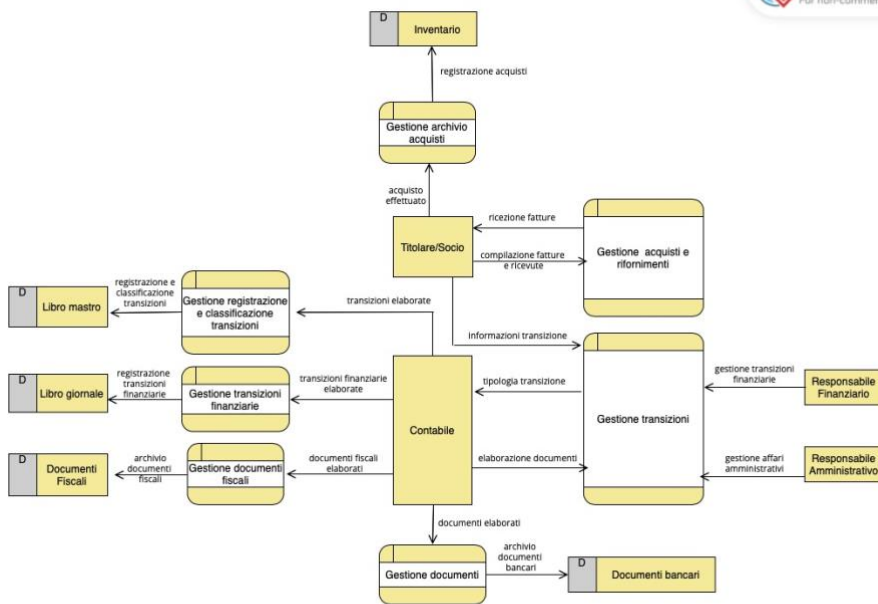 For non-comme
D
Inventario
registrazione acquisti
Gestione archivio
acquisti
acquisto
effettuato
ricezione fatture
Titolare/Socio
compilazione fatture
e ricevute
Gestione acquisti e
rifornimenti
D
Libro mastro
registrazione e
classificazione
transizioni
Gestione registrazione
e classificazione
transizioni
transizioni elaborate
informazioni transizione
D
Libro giornale
registrazione
transizioni
finanziarie
Gestione transizioni
finanziarie
transizioni finanziarie
elaborate
Contabile
tipologia transizione
Gestione transizioni
gestione transizioni
finanziarie
Responsabile
Finanziario
D
Documenti
Fiscali
archivio
documenti
fiscali
Gestione documenti
fiscali
documenti fiscali
elaborati
elaborazione documenti
gestione affari
amministrativi
Responsabile
Amministrativo
documenti elaborati
Gestione documenti
archivio
documenti
bancari
D
Documenti bancari